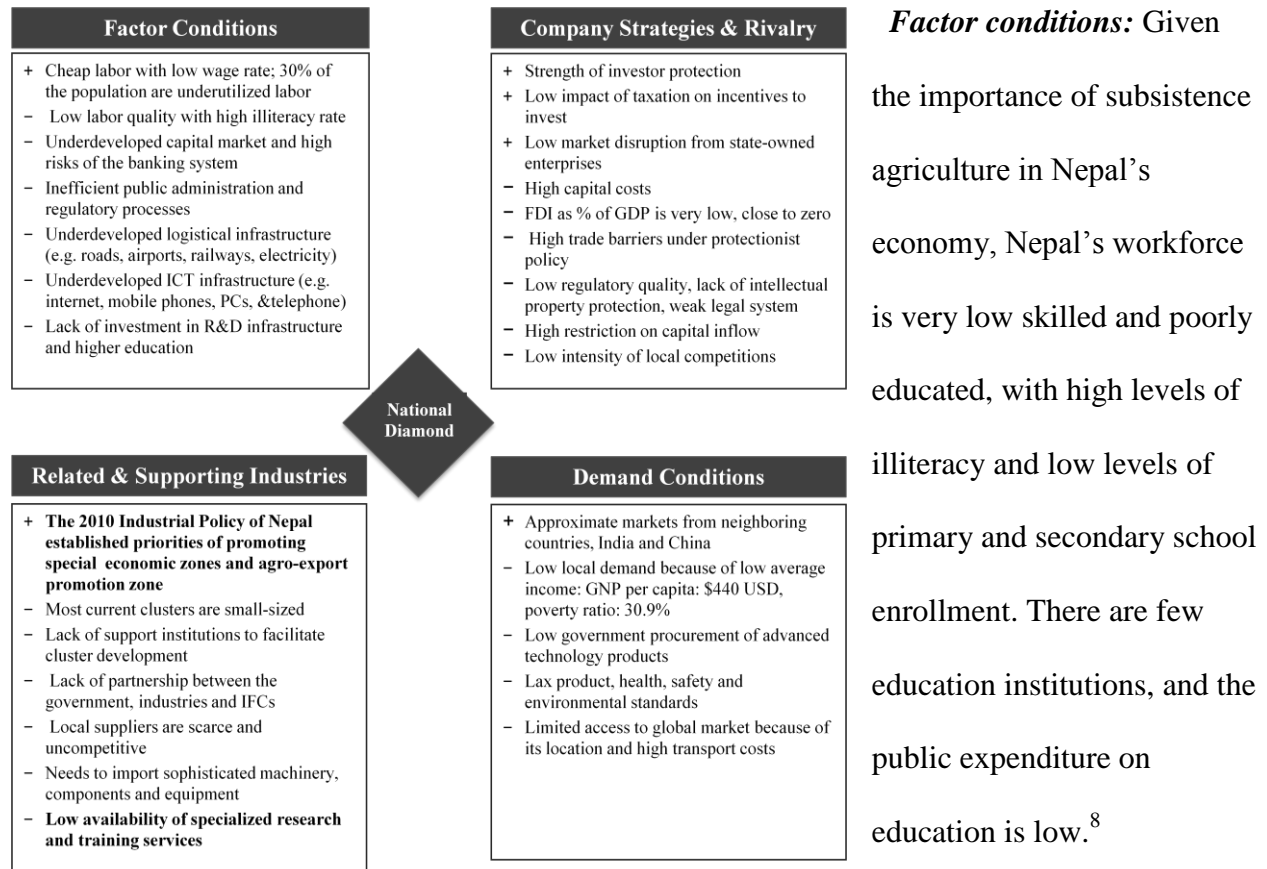 Factor Conditions
+ Cheap labor with low wage rate; 30% of
the population are underutilized labor
− Low labor quality with high illiteracy rate
− Underdeveloped capital market and high
risks of the banking system
− Inefficient public administration and
regulatory processes
− Underdeveloped logistical infrastructure
(e.g. roads, airports, railways, electricity)
− Underdeveloped ICT infrastructure (e.g.
internet, mobile phones, PCs, &telephone)
− Lack of investment in R&D infrastructure
and higher education
Company Strategies & Rivalry
+ Strength of investor protection
+ Low impact of taxation on incentives to
invest
+ Low market disruption from state-owned
enterprises
− High capital costs
− FDI as % of GDP is very low, close to zero
− High trade barriers under protectionist
policy
− Low regulatory quality, lack of intellectual
property protection, weak legal system
− High restriction on capital inflow
− Low intensity of local competitions
National
Diamond
Related & Supporting Industries
+ The 2010 Industrial Policy of Nepal
established priorities of promoting
special economic zones and agro-export
promotion zone
− Most current clusters are small-sized
− Lack of support institutions to facilitate
cluster development
− Lack of partnership between the
government, industries and IFCs
− Local suppliers are scarce and
uncompetitive
− Needs to import sophisticated machinery,
components and equipment
− Low availability of specialized research
and training services
Demand Conditions
+ Approximate markets from neighboring
countries, India and China
− Low local demand because of low average
income: GNP per capita: $440 USD,
poverty ratio: 30.9%
− Low government procurement of advanced
technology products
− Lax product, health, safety and
environmental standards
− Limited access to global market because of
its location and high transport costs
Factor conditions: Given
the importance of subsistence
agriculture in Nepal’s
economy, Nepal’s workforce
is very low skilled and poorly
educated, with high levels of
illiteracy and low levels of
primary and secondary school
enrollment. There are few
education institutions, and the
public expenditure on
education is low.8